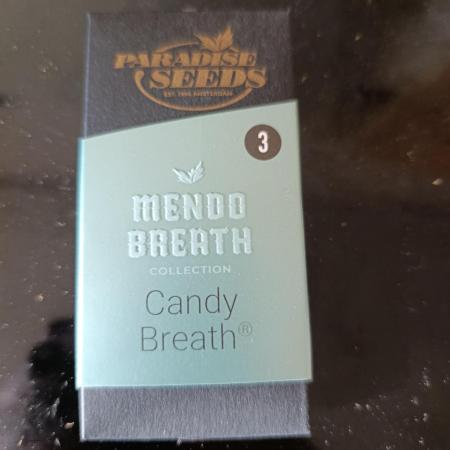 PARADISE
SEEDS
EST. 1994 AMSTERDAM
3
MENDO
BREATH
COLLECTION
Candy
Breath®